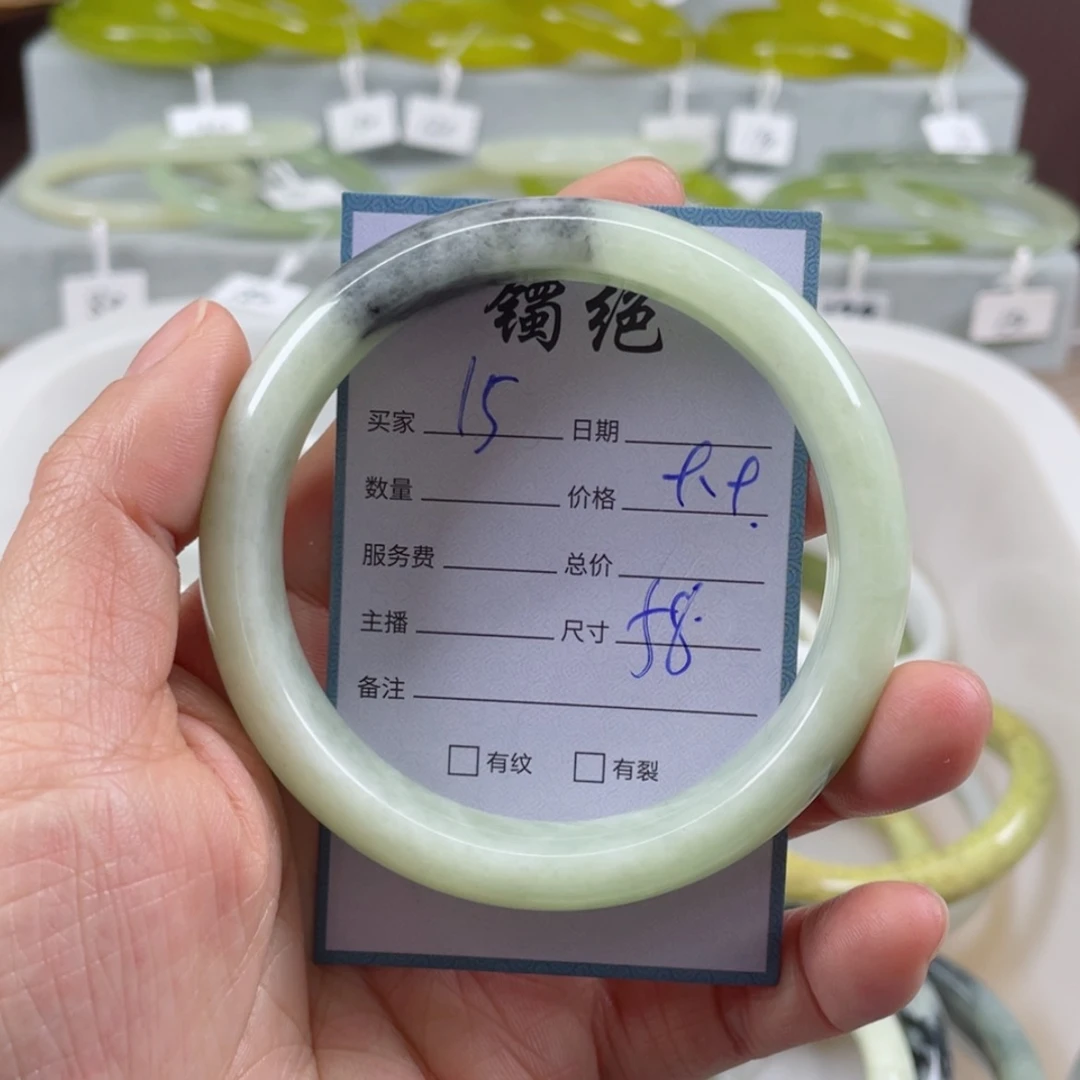 镯绝
买家 15 日期
数量 价格
服务费 总价
主播 尺寸 58.
备注
□ 有纹 □ 有裂